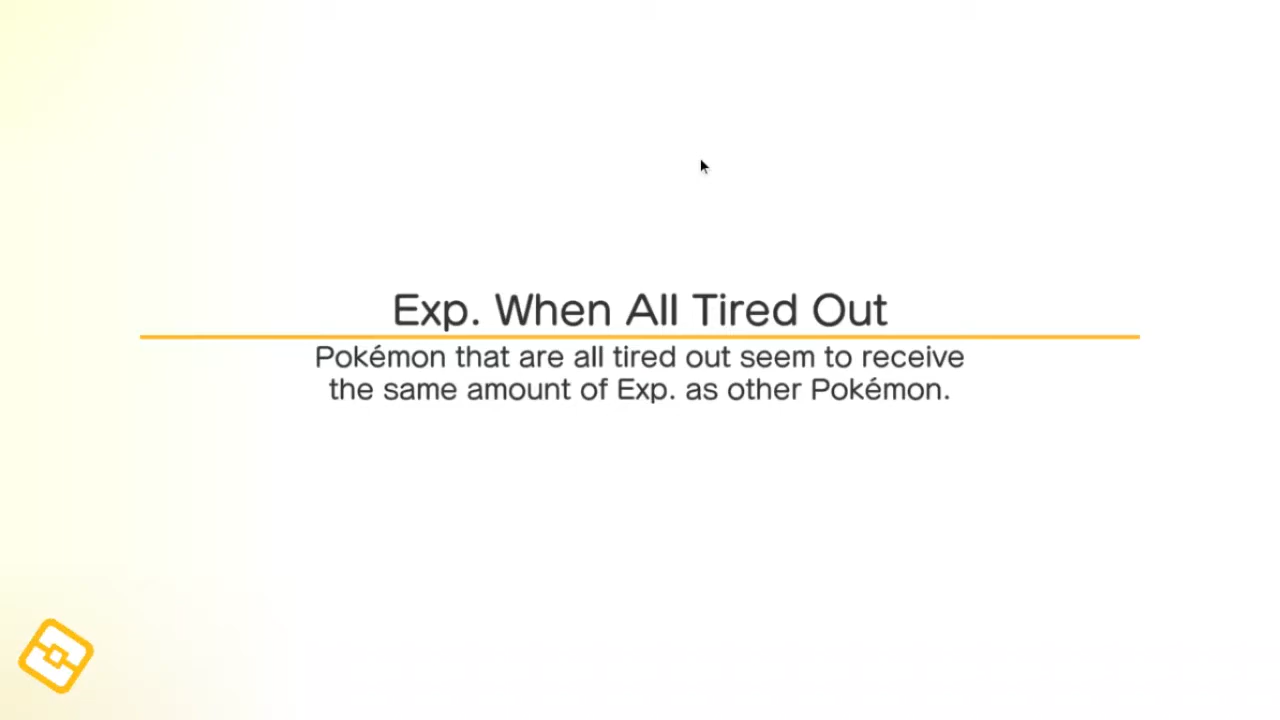 Exp. When All Tired Out
Pokémon that are all tired out seem to receive
the same amount of Exp. as other Pokémon.